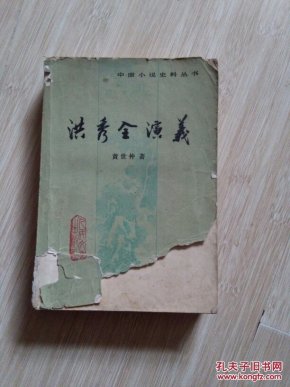 中国小说史料丛书
洪秀全演義
黄世仲 著
孔夫子旧书网